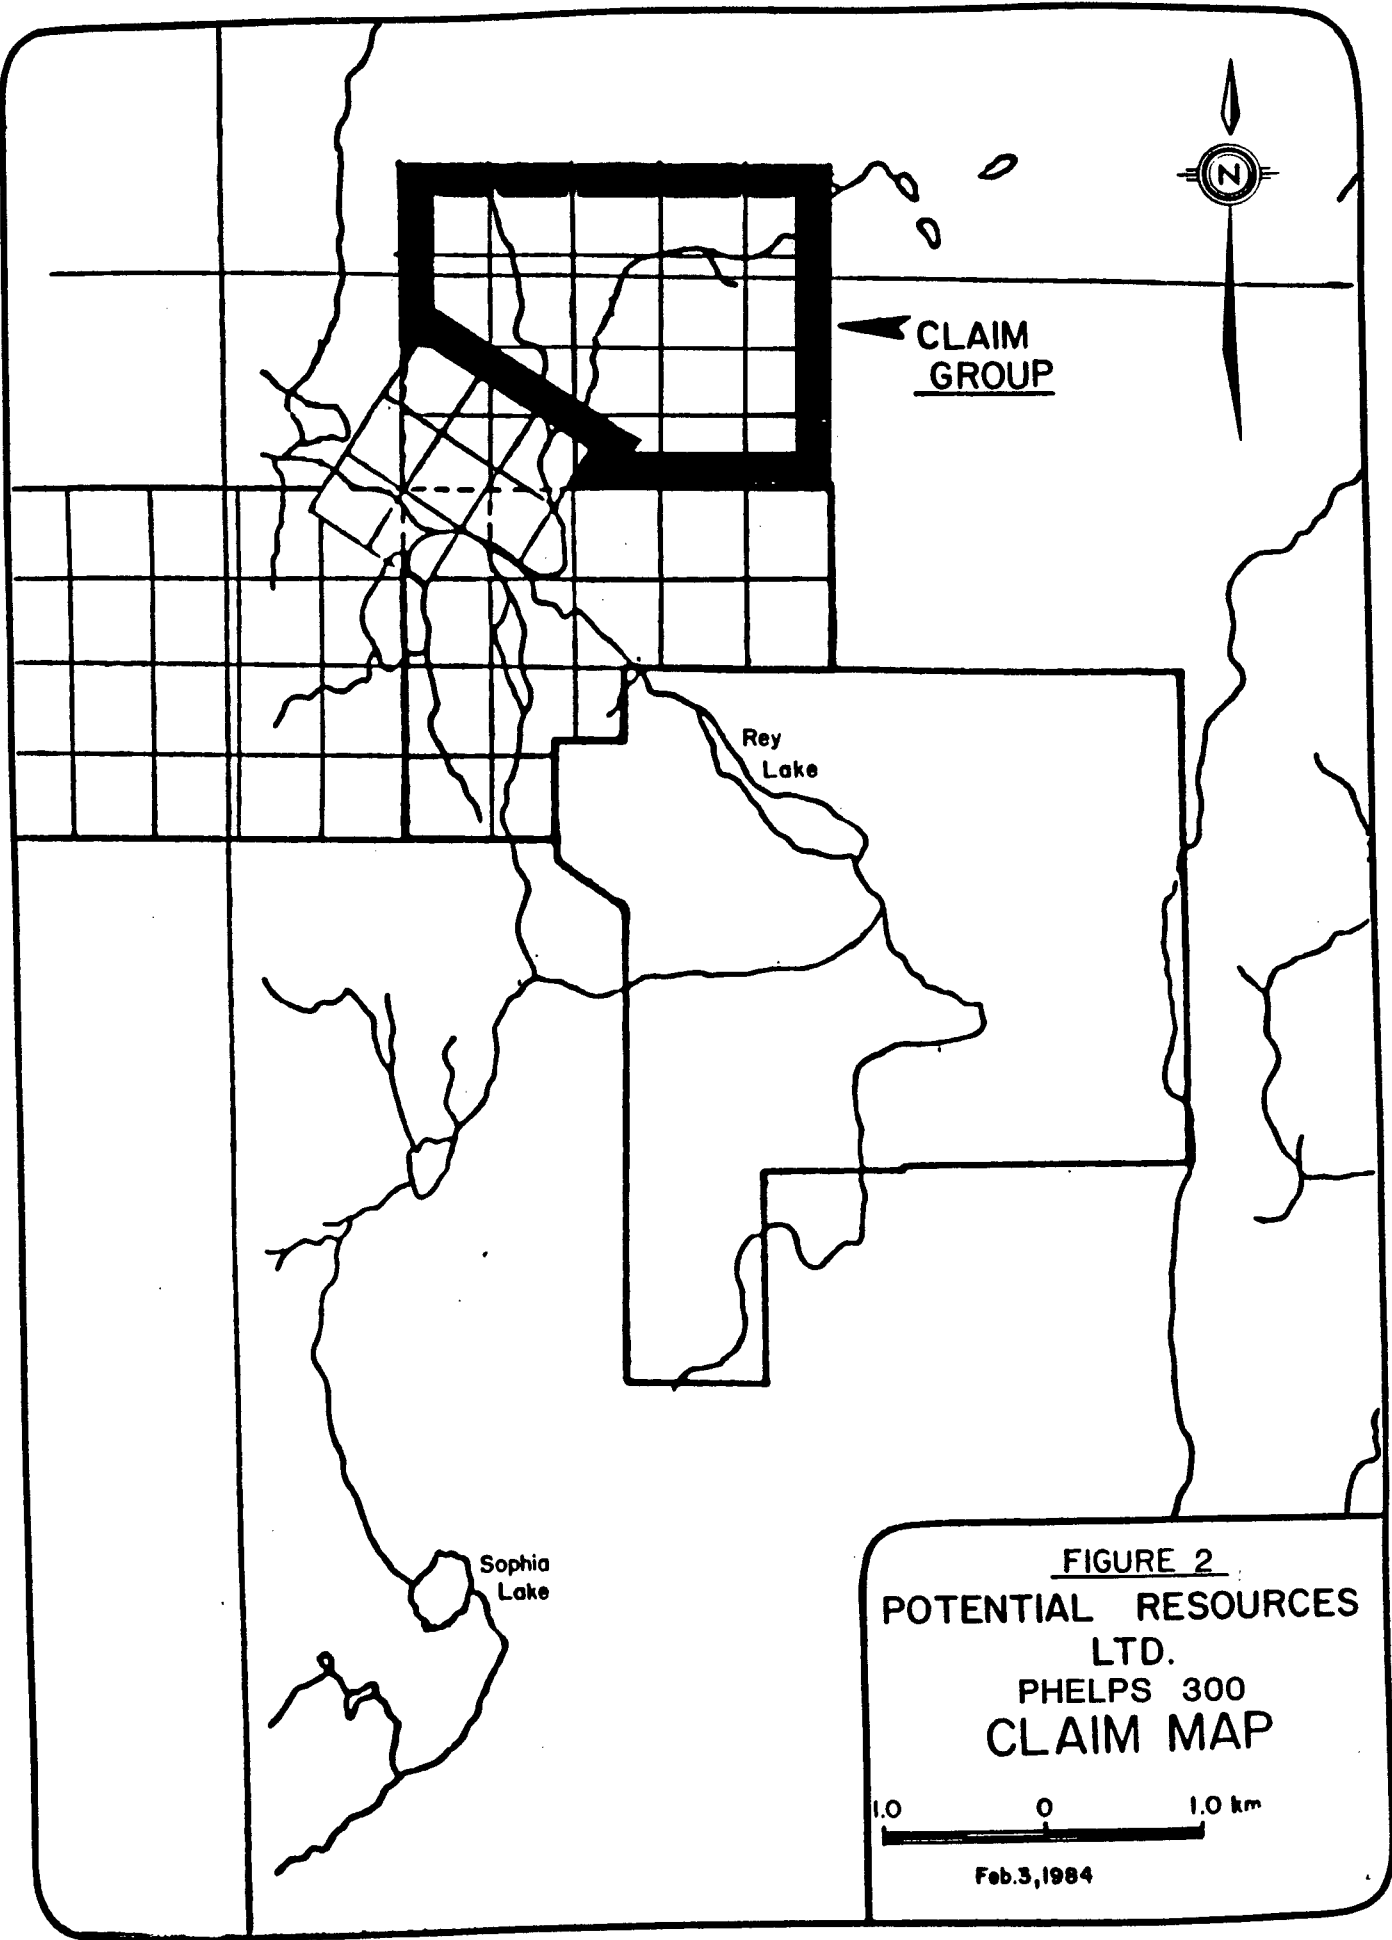 N
CLAIM
GROUP
Rey
Lake
Sophia
Lake
FIGURE 2
POTENTIAL RESOURCES
LTD.
PHELPS 300
CLAIM MAP
1.0 0 1.0 km
Feb.3,1984